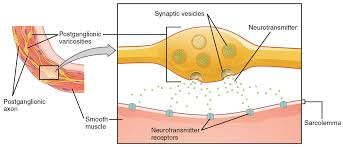 Postganglionic
varicosities
Postganglionic
axon
Smooth
muscle
Synaptic vesicles
Neurotransmitter
Neurotransmitter
receptors
Sarcolemma